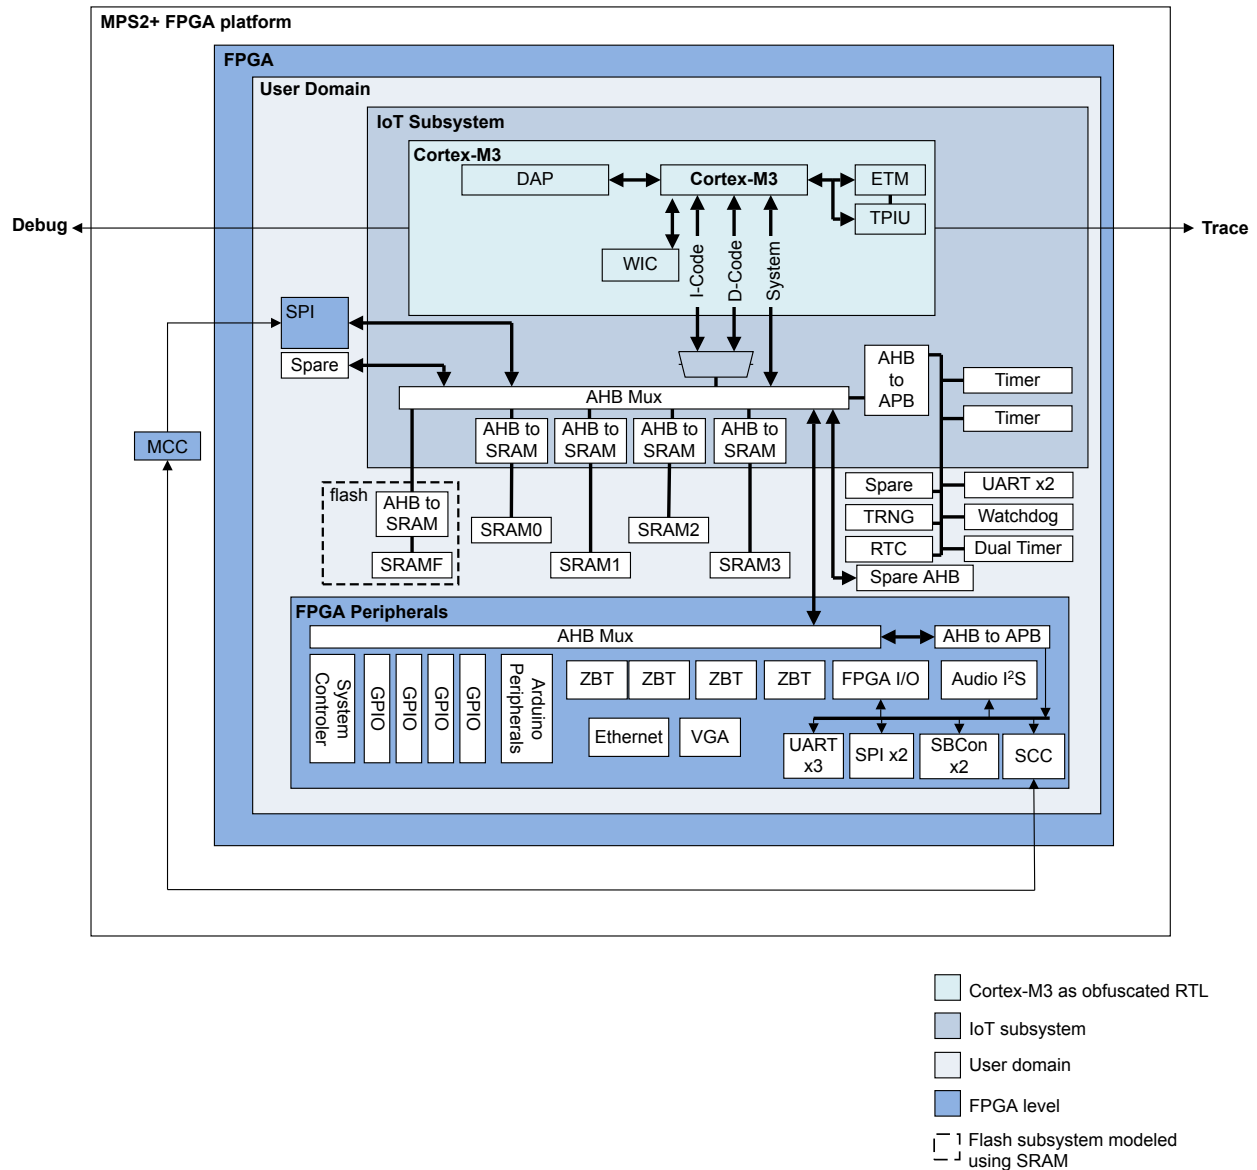 MPS2+ FPGA platform
FPGA
User Domain
IoT Subsystem
Cortex-M3
DAP
Cortex-M3
ETM
TPIU
WIC
I-Code
D-Code
System
Debug
Trace
SPI
Spare
MCC
AHB Mux
AHB
to
APB
Timer
Timer
AHB to
SRAM
AHB to
SRAM
AHB to
SRAM
AHB to
SRAM
flash
AHB to
SRAM
SRAMF
SRAM0
SRAM1
SRAM2
SRAM3
Spare
UART x2
TRNG
Watchdog
RTC
Dual Timer
Spare AHB
FPGA Peripherals
AHB Mux
AHB to APB
System
Controler
GPIO
GPIO
GPIO
GPIO
Arduino
Peripherals
ZBT
ZBT
ZBT
ZBT
FPGA I/O
Audio I²S
Ethernet
VGA
UART
x3
SPI x2
SBCon
x2
SCC
Cortex-M3 as obfuscated RTL
IoT subsystem
User domain
FPGA level
Flash subsystem modeled
using SRAM